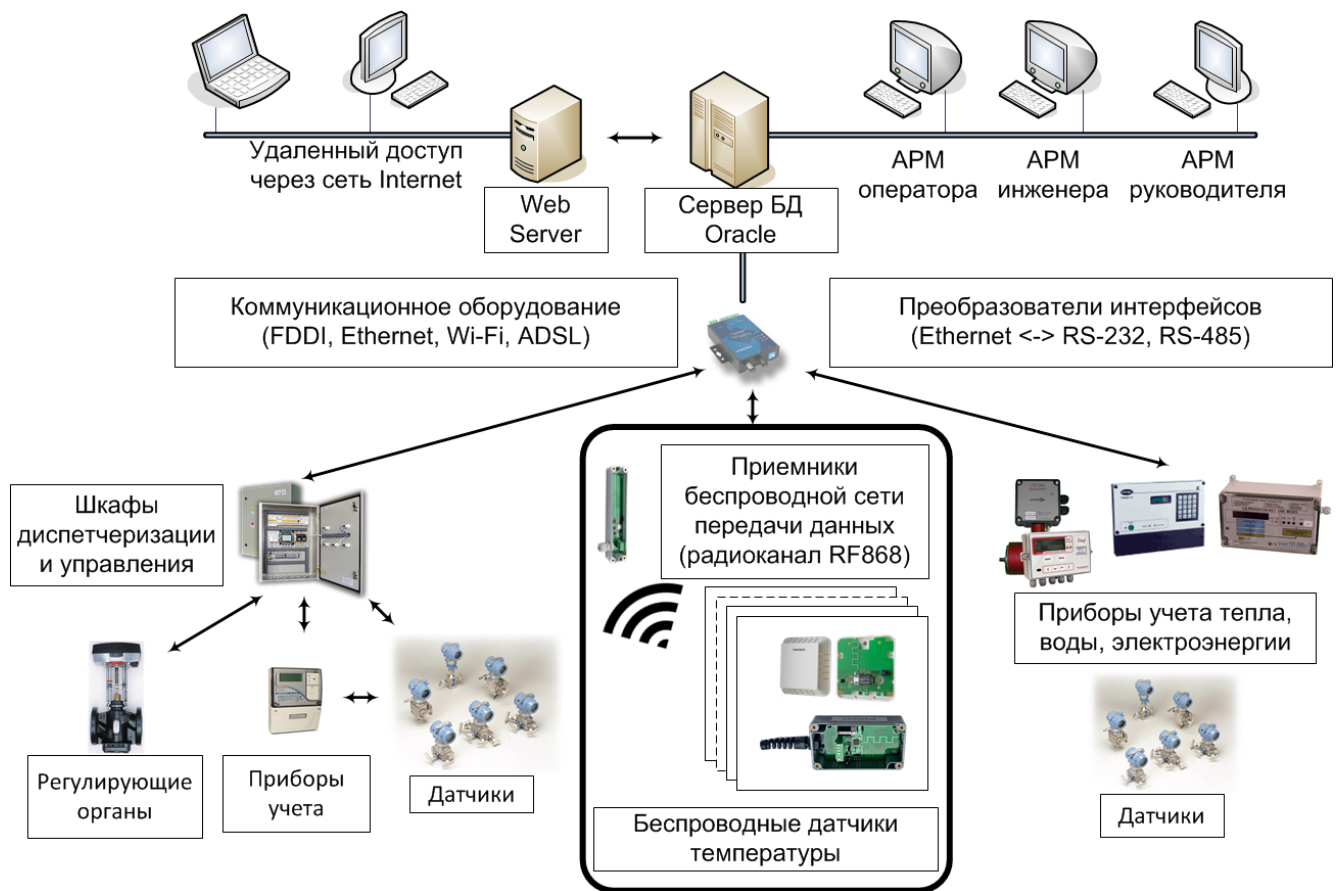 Удаленный доступ
через сеть Internet
Web
Server
Сервер БД
Oracle
АРМ
оператора
АРМ
инженера
АРМ
руководителя
Коммуникационное оборудование
(FDDI, Ethernet, Wi-Fi, ADSL)
Преобразователи интерфейсов
(Ethernet <-> RS-232, RS-485)
Шкафы
диспетчеризации
и управления
Приемники
беспроводной сети
передачи данных
(радиоканал RF868)
Приборы учета тепла,
воды, электроэнергии
Регулирующие
органы
Приборы
учета
Датчики
Беспроводные датчики
температуры
Датчики